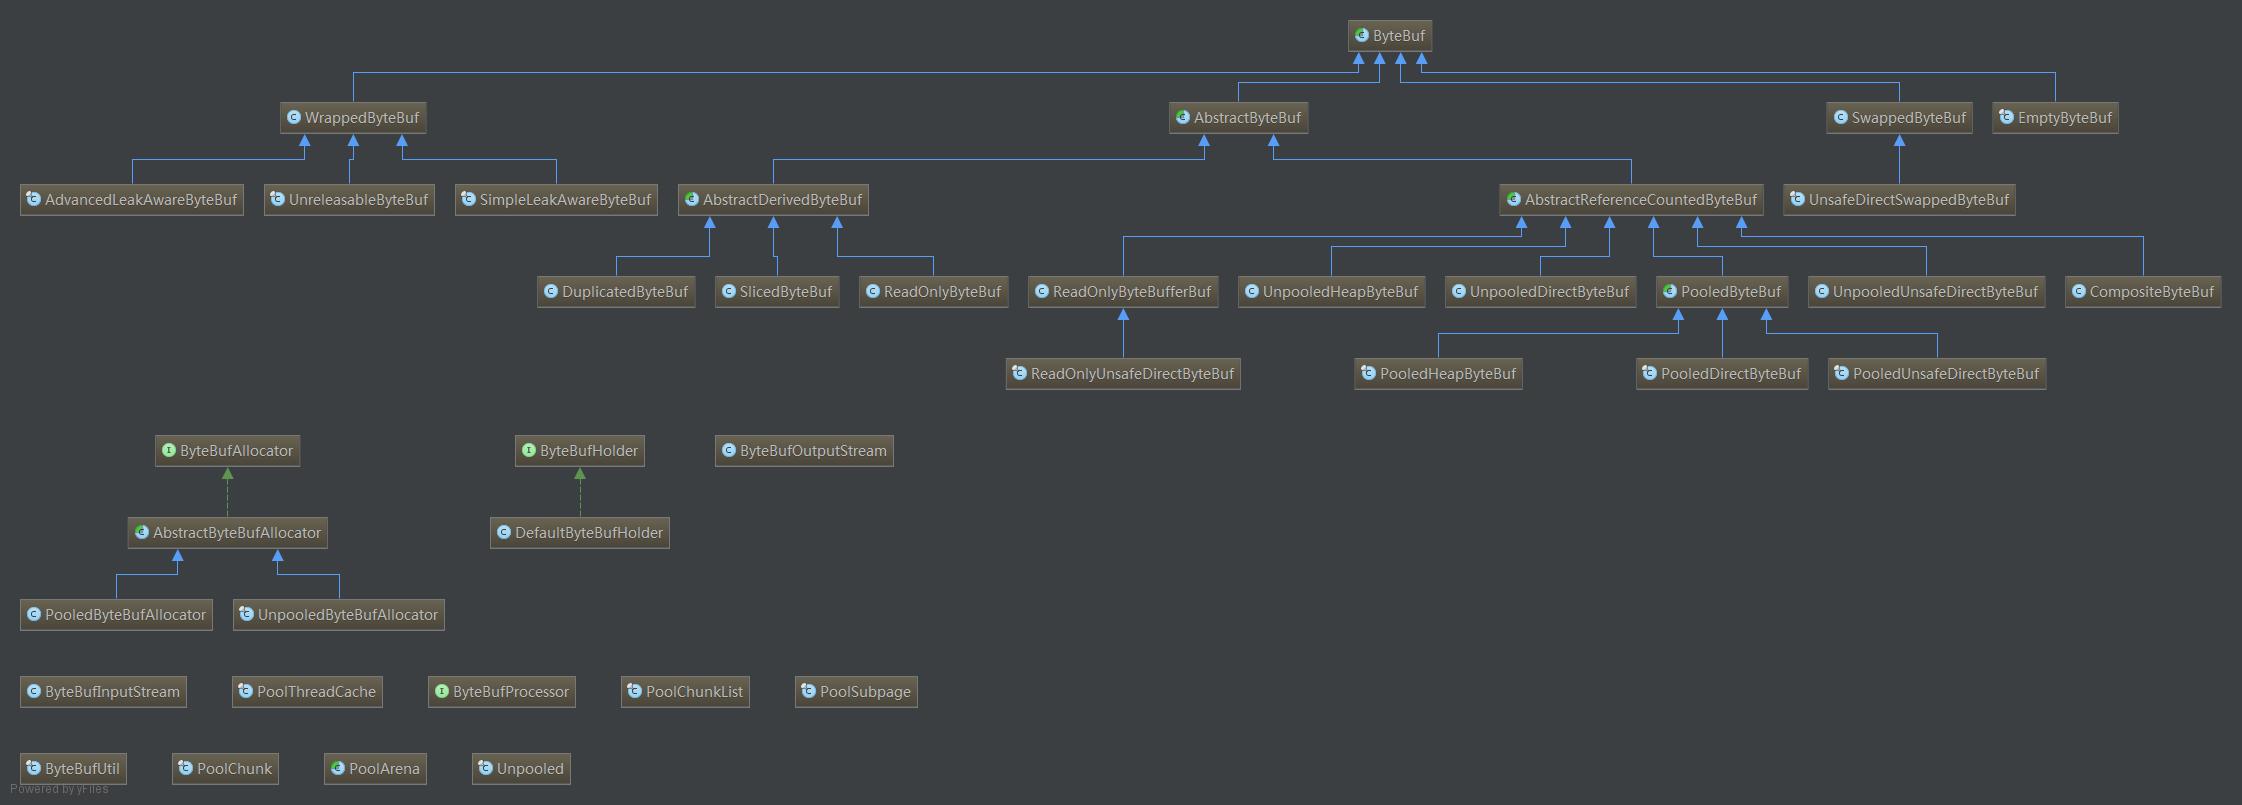 ByteBuf
WrappedByteBuf
AbstractByteBuf
SwappedByteBuf
EmptyByteBuf
AdvancedLeakAwareByteBuf
UnreleasableByteBuf
SimpleLeakAwareByteBuf
AbstractDerivedByteBuf
AbstractReferenceCountedByteBuf
UnsafeDirectSwappedByteBuf
DuplicatedByteBuf
SlicedByteBuf
ReadOnlyByteBuf
ReadOnlyByteBufferBuf
UnpooledHeapByteBuf
UnpooledDirectByteBuf
PooledByteBuf
UnpooledUnsafeDirectByteBuf
CompositeByteBuf
ReadOnlyUnsafeDirectByteBuf
PooledHeapByteBuf
PooledDirectByteBuf
PooledUnsafeDirectByteBuf
ByteBufAllocator
ByteBufHolder
ByteBufOutputStream
AbstractByteBufAllocator
DefaultByteBufHolder
PooledByteBufAllocator
UnpooledByteBufAllocator
ByteBufInputStream
PoolThreadCache
ByteBufProcessor
PoolChunkList
PoolSubpage
ByteBufUtil
PoolChunk
PoolArena
Unpooled
Powered by yFiles